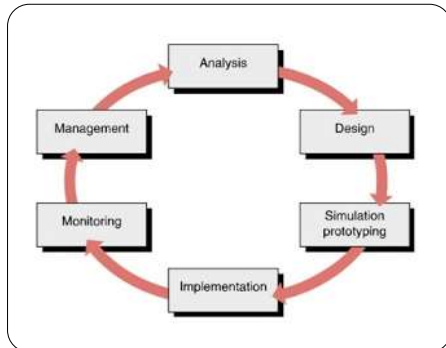 Analysis
Design
Simulation
prototyping
Implementation
Monitoring
Management